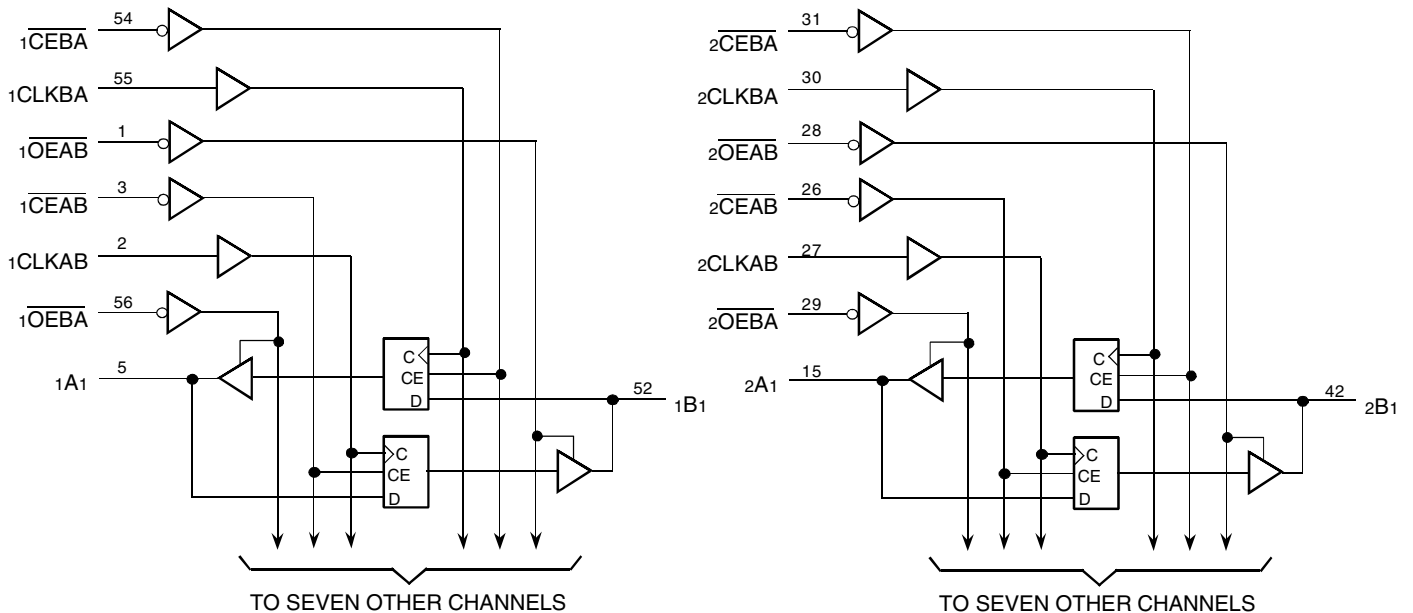 54
1CEBA
55
1CLKBA
1
1OEAB
3
1CEAB
2
1CLKAB
56
1OEBA
5
1A1
C
CE
D
52
1B1
C
CE
D
TO SEVEN OTHER CHANNELS
31
2CEBA
30
2CLKBA
28
2OEAB
26
2CEAB
27
2CLKAB
29
2OEBA
15
2A1
C
CE
D
42
2B1
C
CE
D
TO SEVEN OTHER CHANNELS